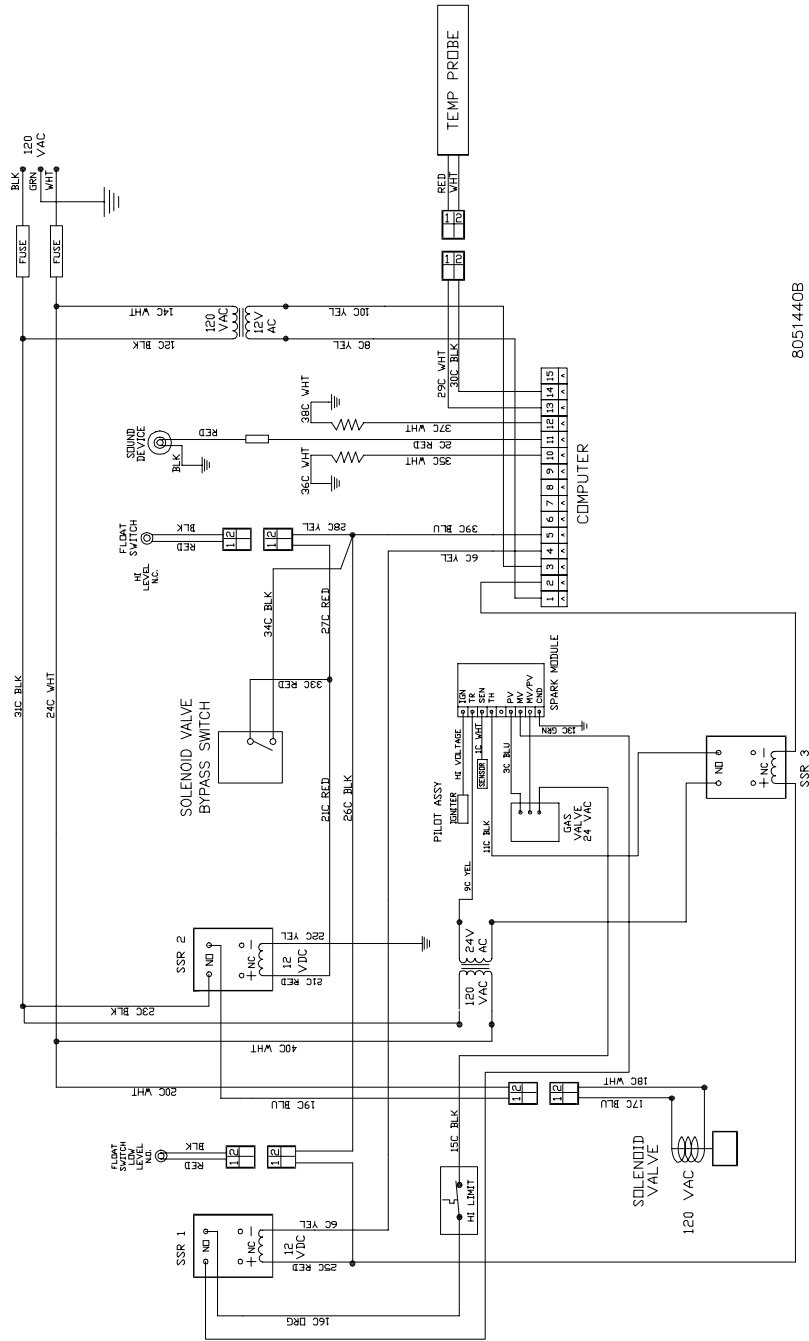 TEMP PROBE
120
VAC
BLK
GRN
WHT
FUSE
FUSE
RED
WHT
1 2
1 2
14C WHT
12C BLK
120
VAC
12V
AC
10C YEL
8C YEL
29C WHT
30C BLK
SOUND
DEVICE
RED
BLK
38C WHT
36C WHT
37C WHT
2C RED
35C WHT
1 2 3 4 5 6 7 8 9 10 11 12 13 14 15
COMPUTER
8051440B
FLOAT
SWITCH
HI
LEVEL
N.C.
BLK
RED
1 2
1 2
28C YEL
39C BLU
6C YEL
34C BLK
27C RED
33C RED
31C BLK
24C WHT
SOLENOID VALVE
BYPASS SWITCH
21C RED
26C BLK
IGN
TR
SEN
TH
PV
MV
MV/PV
GND
SPARK MODULE
13C GRN
HI VOLTAGE
PILOT ASSY
IGNITER
1C WHT
SENSOR
3C BLU
11C BLK
9C YEL
GAS
VALVE
24 VAC
NO
+ NC -
SSR 3
SSR 2
NO
+ NC -
12
VDC
22C YEL
21C RED
23C BLK
24V
AC
120
VAC
40C WHT
20C WHT
19C BLU
1 2
1 2
18C WHT
17C BLU
SOLENOID
VALVE
120 VAC
15C BLK
HI LIMIT
FLOAT
SWITCH
LOW
LEVEL
N.O.
BLK
RED
1 2
1 2
SSR 1
NO
+ NC -
12
VDC
6C YEL
25C RED
16C ORG